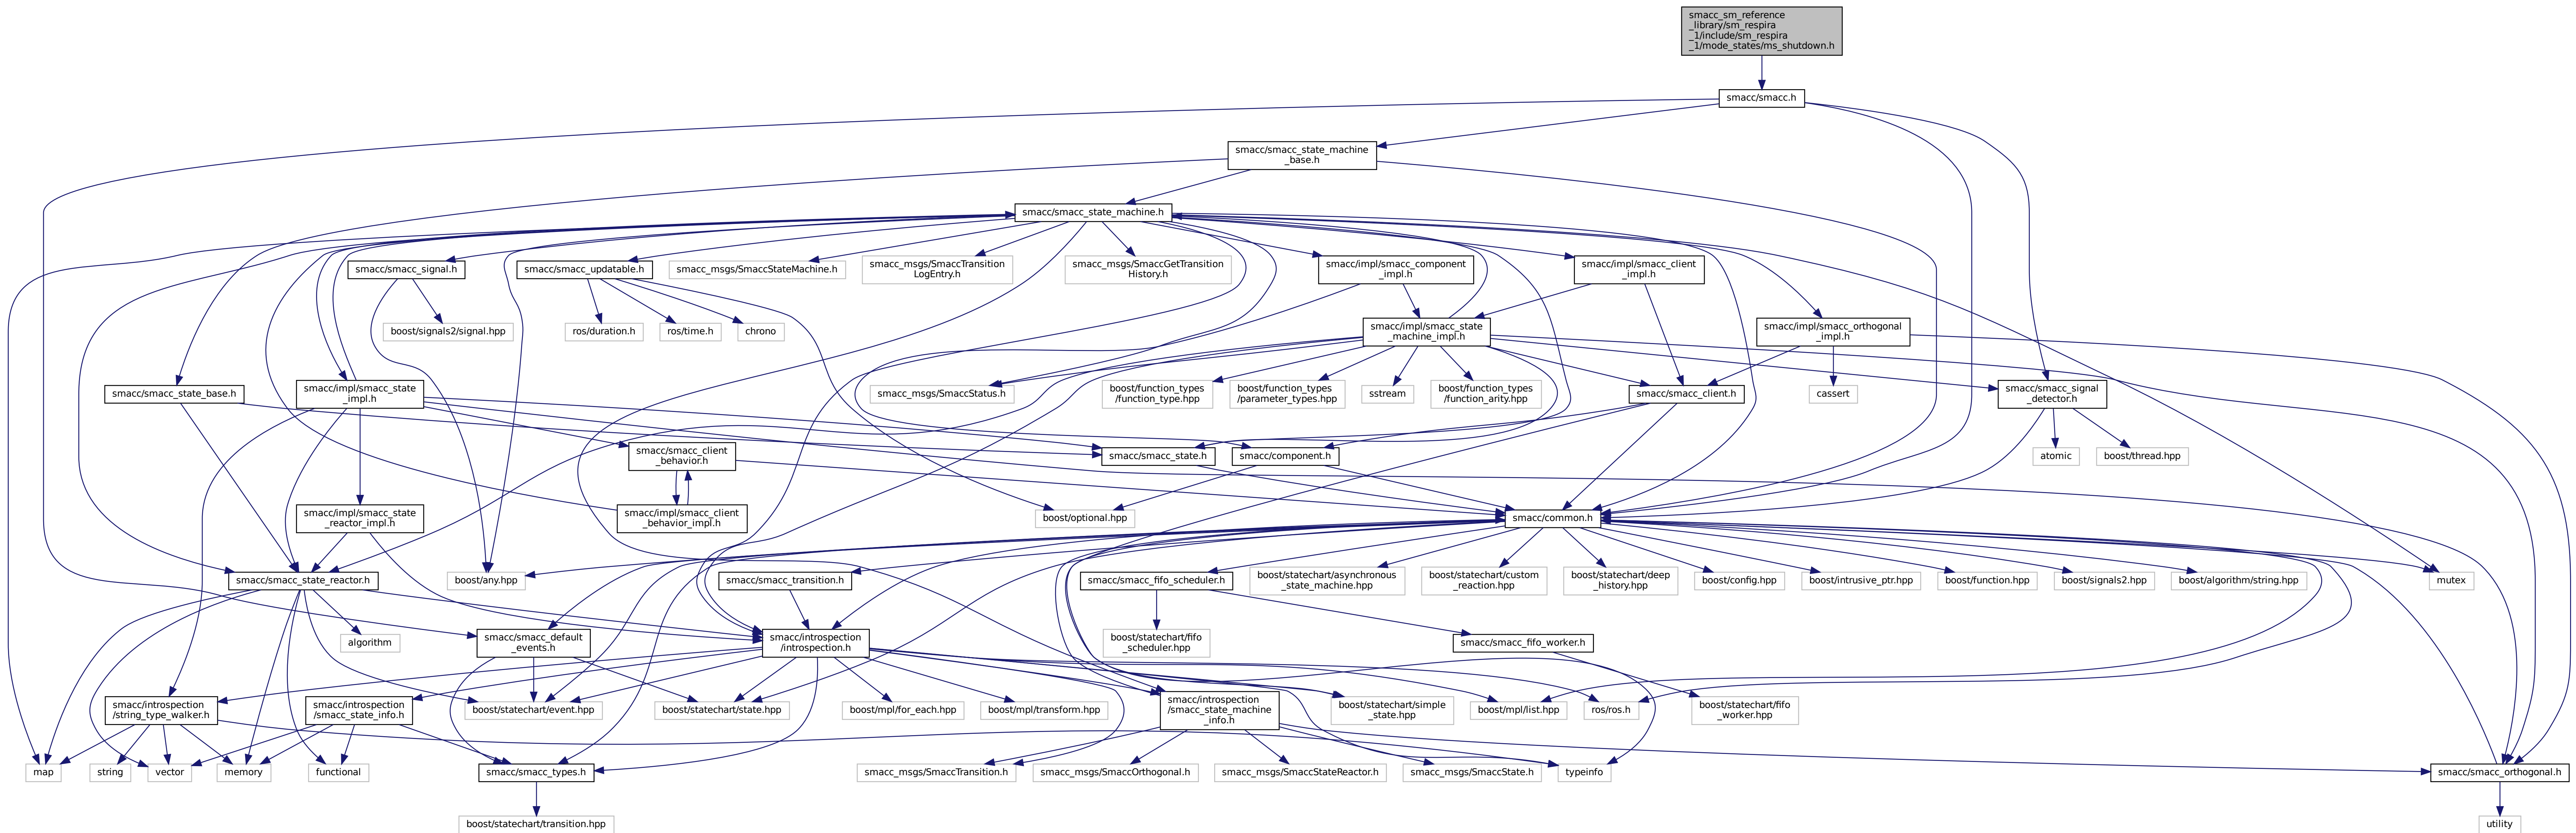 smacc_sm_reference
_library/sm_respira
_1/include/sm_respira
_1/mode_states/ms_shutdown.h
smacc/smacc.h
smacc/smacc_state_machine
_base.h
smacc/smacc_state_machine.h
smacc/smacc_signal.h
smacc/smacc_updatable.h
smacc_msgs/SmaccStateMachine.h
smacc_msgs/SmaccTransition
LogEntry.h
smacc_msgs/SmaccGetTransition
History.h
smacc/impl/smacc_component
_impl.h
smacc/impl/smacc_client
_impl.h
boost/signals2/signal.hpp
ros/duration.h
ros/time.h
chrono
smacc/impl/smacc_state
_machine_impl.h
smacc/impl/smacc_orthogonal
_impl.h
smacc/smacc_state_base.h
smacc/impl/smacc_state
_impl.h
smacc_msgs/SmaccStatus.h
boost/function_types
/function_type.hpp
boost/function_types
/parameter_types.hpp
sstream
boost/function_types
/function_arity.hpp
smacc/smacc_client.h
cassert
smacc/smacc_signal
_detector.h
smacc/smacc_client
_behavior.h
smacc/smacc_state.h
smacc/component.h
atomic
boost/thread.hpp
smacc/impl/smacc_state
_reactor_impl.h
smacc/impl/smacc_client
_behavior_impl.h
boost/optional.hpp
smacc/common.h
smacc/smacc_state_reactor.h
boost/any.hpp
smacc/smacc_transition.h
smacc/smacc_fifo_scheduler.h
boost/statechart/asynchronous
_state_machine.hpp
boost/statechart/custom
_reaction.hpp
boost/statechart/deep
_history.hpp
boost/config.hpp
boost/intrusive_ptr.hpp
boost/function.hpp
boost/signals2.hpp
boost/algorithm/string.hpp
mutex
algorithm
smacc/smacc_default
_events.h
smacc/introspection
/introspection.h
boost/statechart/fifo
_scheduler.hpp
smacc/smacc_fifo_worker.h
smacc/introspection
/string_type_walker.h
smacc/introspection
/smacc_state_info.h
boost/statechart/event.hpp
boost/statechart/state.hpp
boost/mpl/for_each.hpp
boost/mpl/transform.hpp
smacc/introspection
/smacc_state_machine
_info.h
boost/statechart/simple
_state.hpp
boost/mpl/list.hpp
ros/ros.h
boost/statechart/fifo
_worker.hpp
map
string
vector
memory
functional
smacc/smacc_types.h
smacc_msgs/SmaccTransition.h
smacc_msgs/SmaccOrthogonal.h
smacc_msgs/SmaccStateReactor.h
smacc_msgs/SmaccState.h
typeinfo
smacc/smacc_orthogonal.h
boost/statechart/transition.hpp
utility